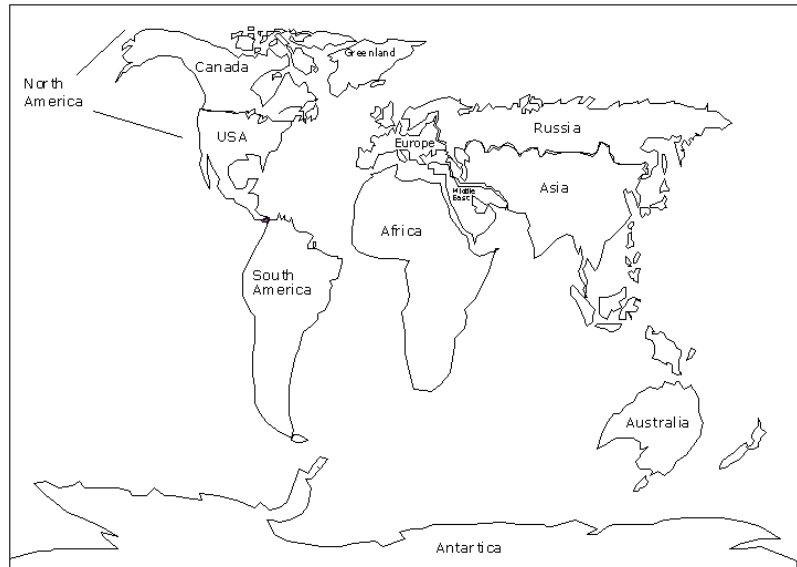 Greenland
Canada
North
America
USA
Russia
Europe
Asia
Middle
East
Africa
South
America
Australia
Antartica